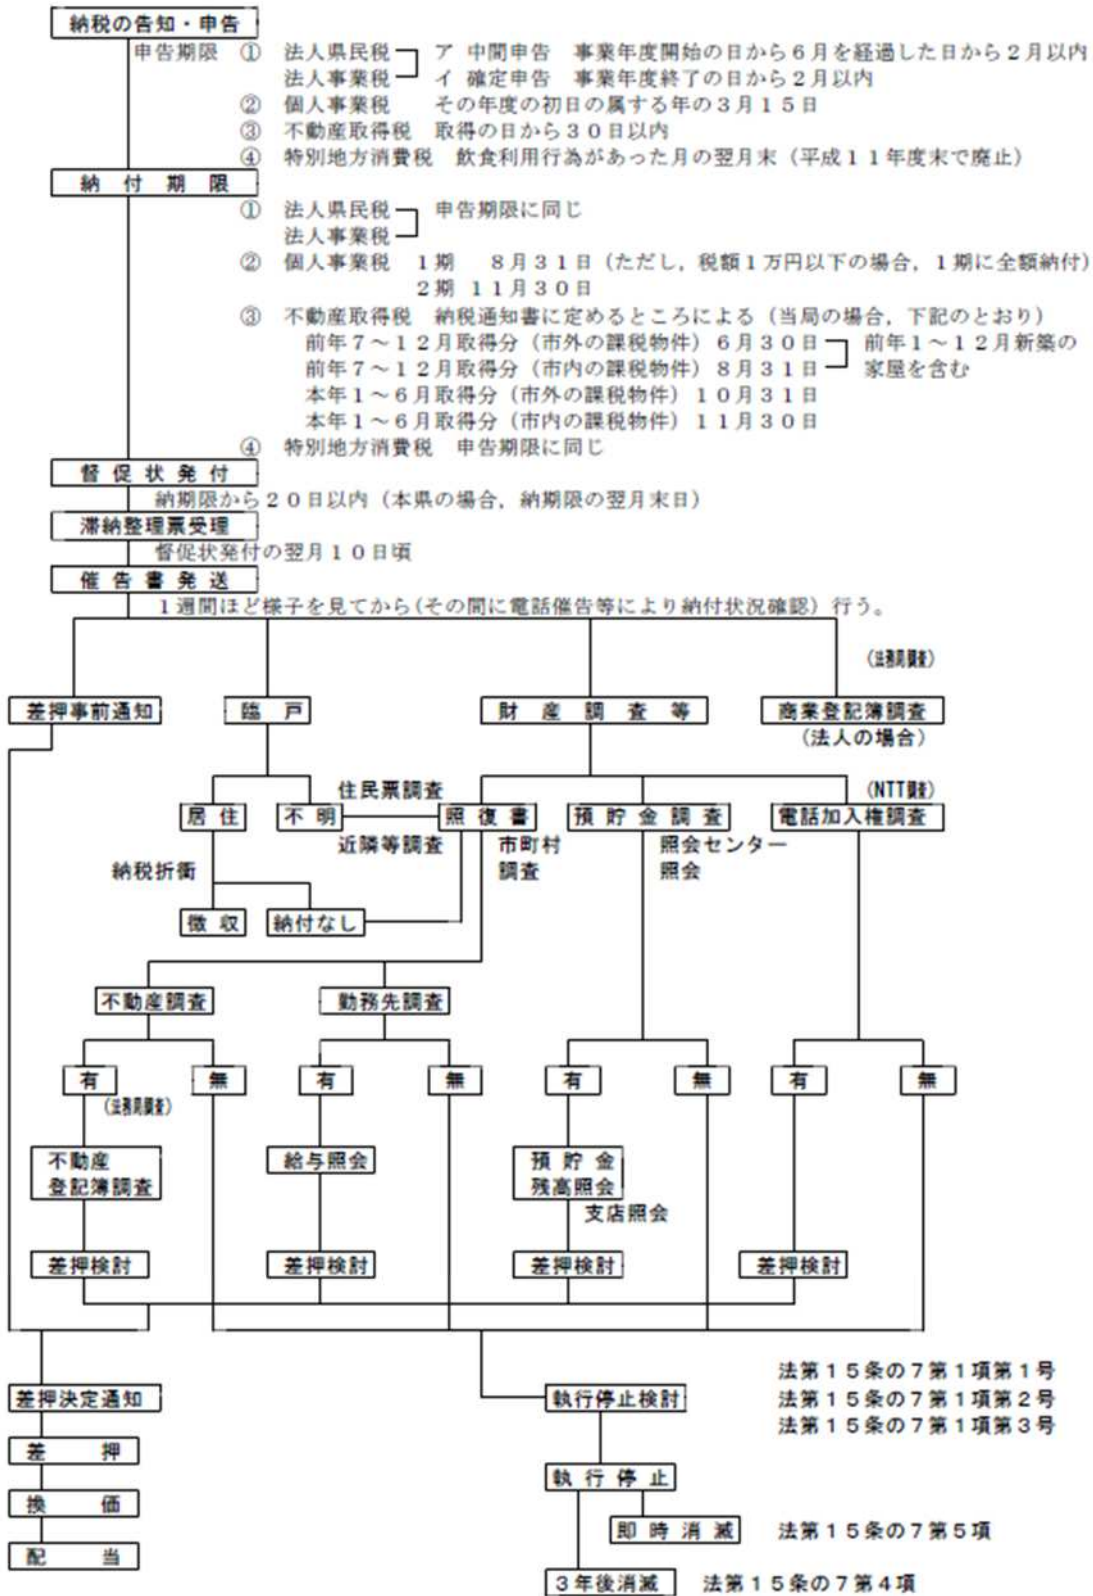 納税の告知・申告
申告期限 ① 法人県民税 ア 中間申告 事業年度開始の日から6月を経過した日から2月以内
法人事業税 イ 確定申告 事業年度終了の日から2月以内
② 個人事業税 その年度の初日の属する年の3月15日
③ 不動産取得税 取得の日から30日以内
④ 特別地方消費税 飲食利用行為があった月の翌月末(平成11年度末で廃止)
納付期限
① 法人県民税 申告期限に同じ
法人事業税
② 個人事業税 1期 8月31日(ただし,税額1万円以下の場合,1期に全額納付)
2期 11月30日
③ 不動産取得税 納税通知書に定めるところによる(当局の場合,下記のとおり)
前年7~12月取得分(市外の課税物件)6月30日 前年1~12月新築の
前年7~12月取得分(市内の課税物件)8月31日 家屋を含む
本年1~6月取得分(市外の課税物件)10月31日
本年1~6月取得分(市内の課税物件)11月30日
④ 特別地方消費税 申告期限に同じ
督促状発付
納期限から20日以内(本県の場合,納期限の翌月末日)
滞納整理票受理
督促状発付の翌月10日頃
催告書発送
1週間ほど様子を見てから(その間に電話催告等により納付状況確認)行う。
(法務局調査)
差押事前通知 臨戸 財産調査等 商業登記簿調査
(法人の場合)
住民票調査 (NTT調査)
居住 不明 照復書 預貯金調査 電話加入権調査
近隣等調査 市町村 照会センター
納税折衝 調査 照会
徴収 納付なし
不動産調査 勤務先調査
有 無 有 無 有 無 有 無
(法務局調査)
不動産 給与照会 預貯金
登記簿調査 残高照会
支店照会
差押検討 差押検討 差押検討 差押検討
法第15条の7第1項第1号
差押決定通知 執行停止検討 法第15条の7第1項第2号
法第15条の7第1項第3号
差押
執行停止
換価
即時消滅 法第15条の7第5項
配当
3年後消滅 法第15条の7第4項